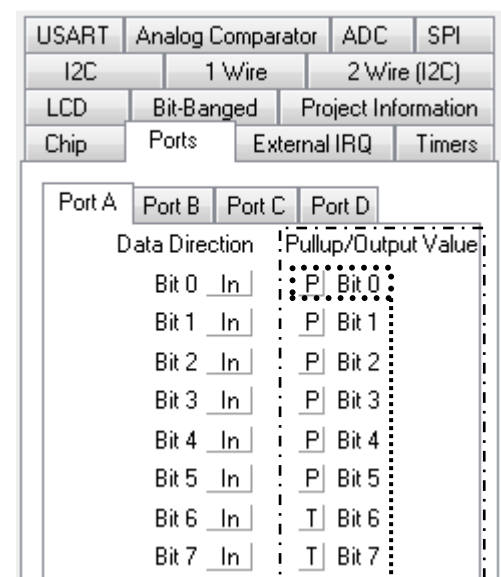 USART Analog Comparator ADC SPI
I2C 1 Wire 2 Wire (I2C)
LCD Bit-Banged Project Information
Chip Ports External IRQ Timers
Port A Port B Port C Port D
Data Direction Pullup/Output Value
Bit 0 In P Bit 0
Bit 1 In P Bit 1
Bit 2 In P Bit 2
Bit 3 In P Bit 3
Bit 4 In P Bit 4
Bit 5 In P Bit 5
Bit 6 In T Bit 6
Bit 7 In T Bit 7